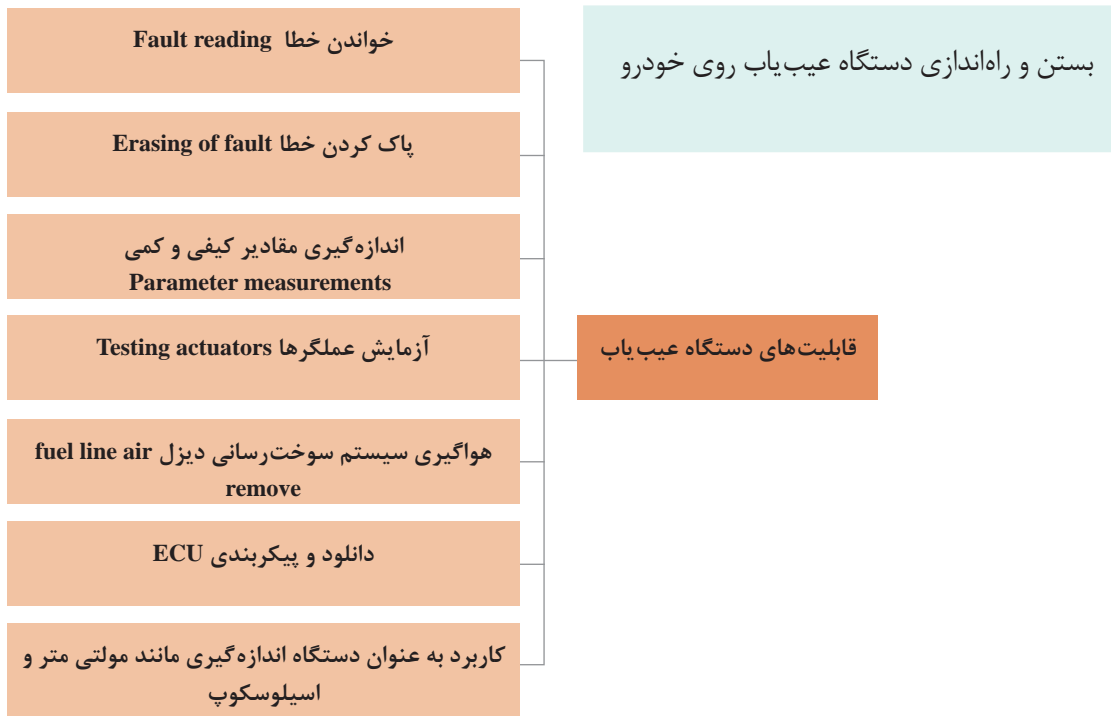 بستن و راه‌اندازی دستگاه عیب‌یاب روی خودرو
قابلیت‌های دستگاه عیب‌یاب
خواندن خطا Fault reading
پاک کردن خطا Erasing of fault
اندازه‌گیری مقادیر کیفی و کمی
Parameter measurements
آزمایش عملگرها Testing actuators
هواگیری سیستم سوخت‌رسانی دیزل fuel line air
remove
دانلود و پیکربندی ECU
کاربرد به عنوان دستگاه اندازه‌گیری مانند مولتی متر و
اسیلوسکوپ